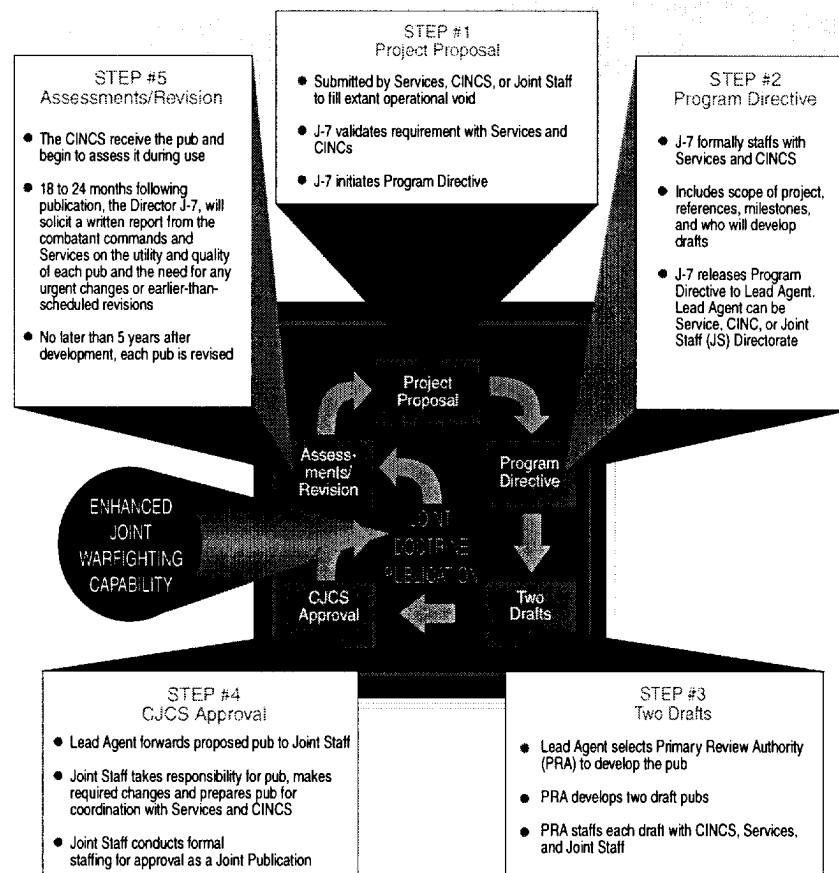 STEP #1
Project Proposal
● Submitted by Services, CINCS, or Joint Staff
to fill extant operational void
● J-7 validates requirement with Services and
CINCs
● J-7 initiates Program Directive
STEP #2
Program Directive
● J-7 formally staffs with
Services and CINCS
● Includes scope of project,
references, milestones,
and who will develop
drafts
● J-7 releases Program
Directive to Lead Agent.
Lead Agent can be
Service, CINC, or Joint
Staff (JS) Directorate
STEP #3
Two Drafts
● Lead Agent selects Primary Review Authority
(PRA) to develop the pub
● PRA develops two draft pubs
● PRA staffs each draft with CINCS, Services,
and Joint Staff
STEP #4
CJCS Approval
● Lead Agent forwards proposed pub to Joint Staff
● Joint Staff takes responsibility for pub, makes
required changes and prepares pub for
coordination with Services and CINCS
● Joint Staff conducts formal
staffing for approval as a Joint Publication
STEP #5
Assessments/Revision
● The CINCS receive the pub and
begin to assess it during use
● 18 to 24 months following
publication, the Director J-7, will
solicit a written report from the
combatant commands and
Services on the utility and quality
of each pub and the need for any
urgent changes or earlier-than-
scheduled revisions
● No later than 5 years after
development, each pub is revised
Project
Proposal
Program
Directive
Two
Drafts
CJCS
Approval
Assess-
ments/
Revision
JOINT
DOCTRINE
PUBLICATION
ENHANCED
JOINT
WARFIGHTING
CAPABILITY